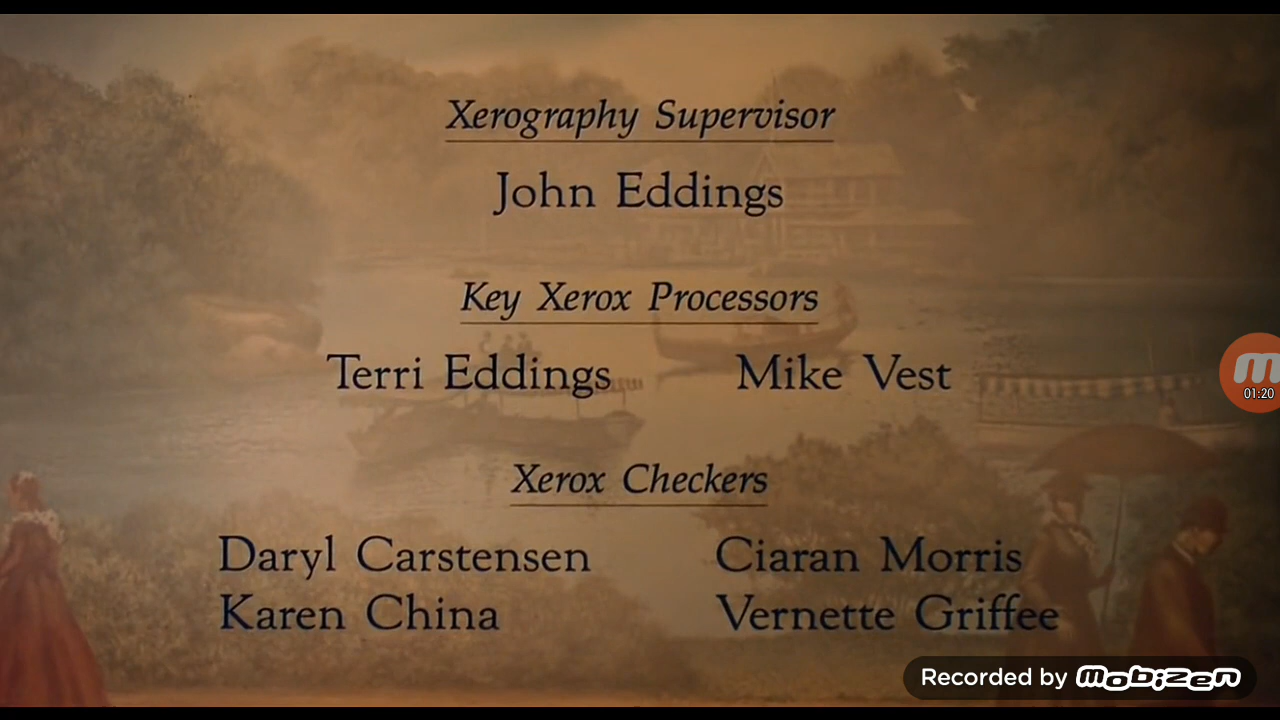 Xerography Supervisor
John Eddings
Key Xerox Processors
Terri Eddings Mike Vest
Xerox Checkers
Daryl Carstensen Ciaran Morris
Karen China Vernette Griffee
01:20
Recorded by mobizen